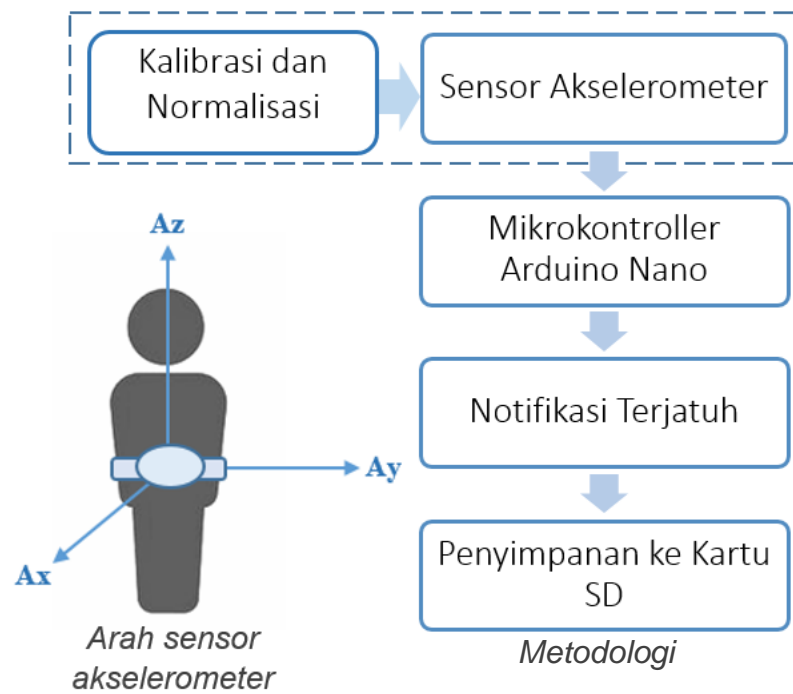 Kalibrasi dan
Normalisasi
Sensor Akselerometer
Mikrokontroller
Arduino Nano
Notifikasi Terjatuh
Penyimpanan ke Kartu
SD
Metodologi
Az
Ay
Ax
Arah sensor
akselerometer